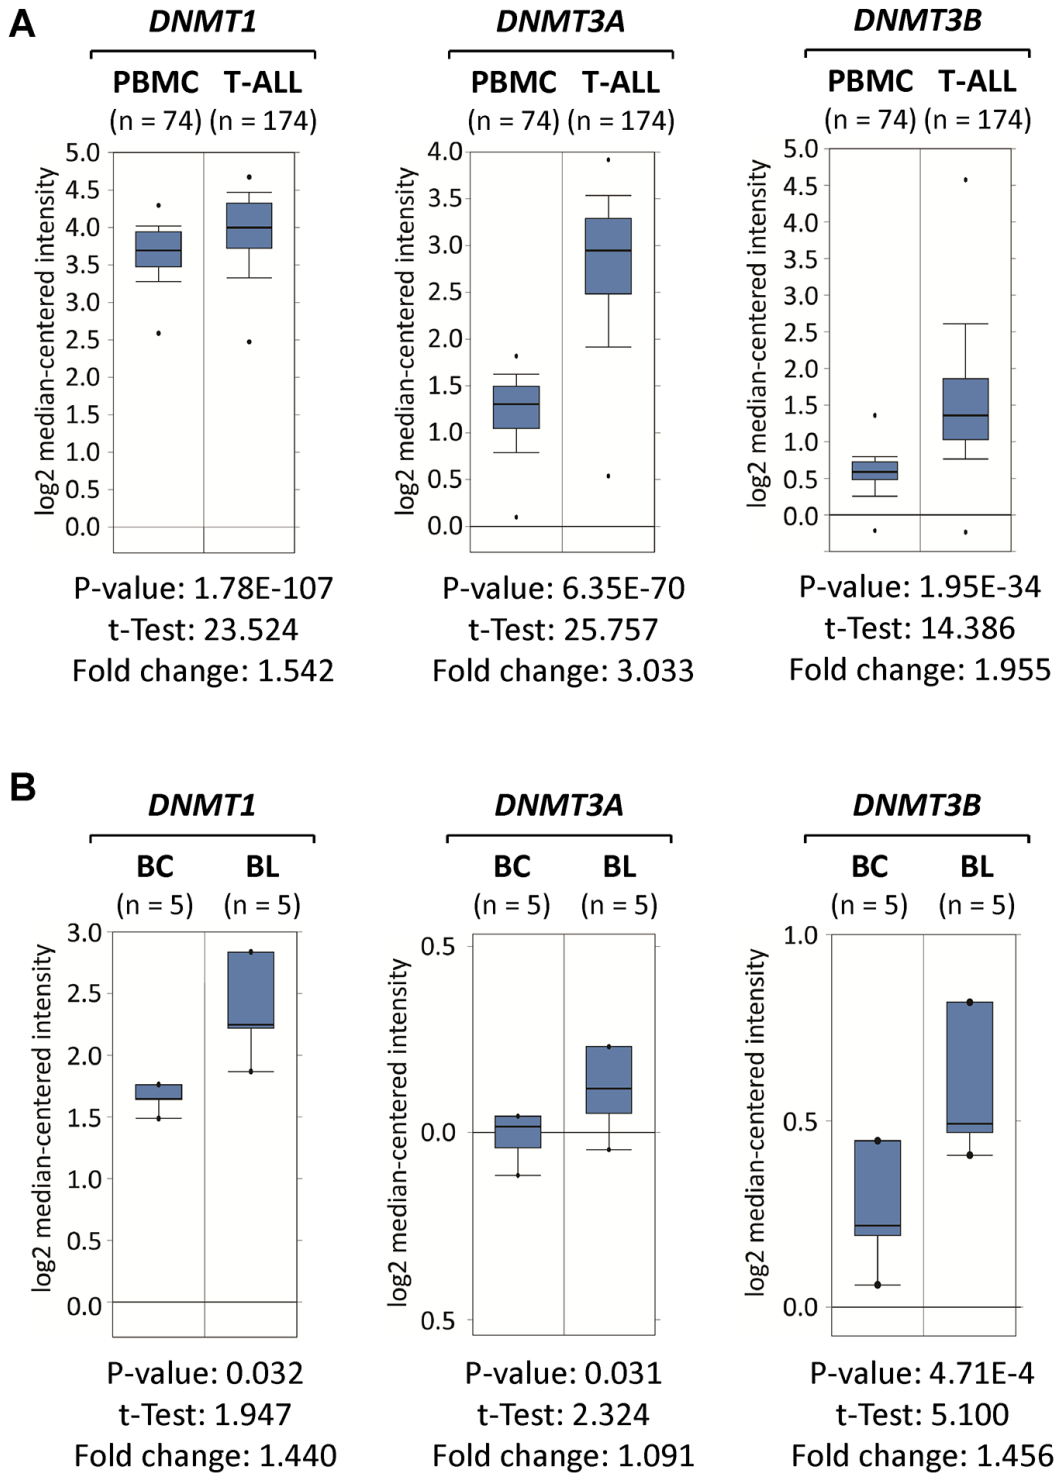 A
DNMT1
PBMC T-ALL
(n = 74) (n = 174)
log2 median-centered intensity
5.0
4.5
4.0
3.5
3.0
2.5
2.0
1.5
1.0
0.5
0.0
P-value: 1.78E-107
t-Test: 23.524
Fold change: 1.542
DNMT3A
PBMC T-ALL
(n = 74) (n = 174)
log2 median-centered intensity
4.0
3.5
3.0
2.5
2.0
1.5
1.0
0.5
0.0
P-value: 6.35E-70
t-Test: 25.757
Fold change: 3.033
DNMT3B
PBMC T-ALL
(n = 74) (n = 174)
log2 median-centered intensity
5.0
4.5
4.0
3.5
3.0
2.5
2.0
1.5
1.0
0.5
0.0
P-value: 1.95E-34
t-Test: 14.386
Fold change: 1.955
B
DNMT1
BC BL
(n = 5) (n = 5)
log2 median-centered intensity
3.0
2.5
2.0
1.5
1.0
0.5
0.0
P-value: 0.032
t-Test: 1.947
Fold change: 1.440
DNMT3A
BC BL
(n = 5) (n = 5)
log2 median-centered intensity
0.5
0.0
0.5
P-value: 0.031
t-Test: 2.324
Fold change: 1.091
DNMT3B
BC BL
(n = 5) (n = 5)
log2 median-centered intensity
1.0
0.5
0.0
P-value: 4.71E-4
t-Test: 5.100
Fold change: 1.456